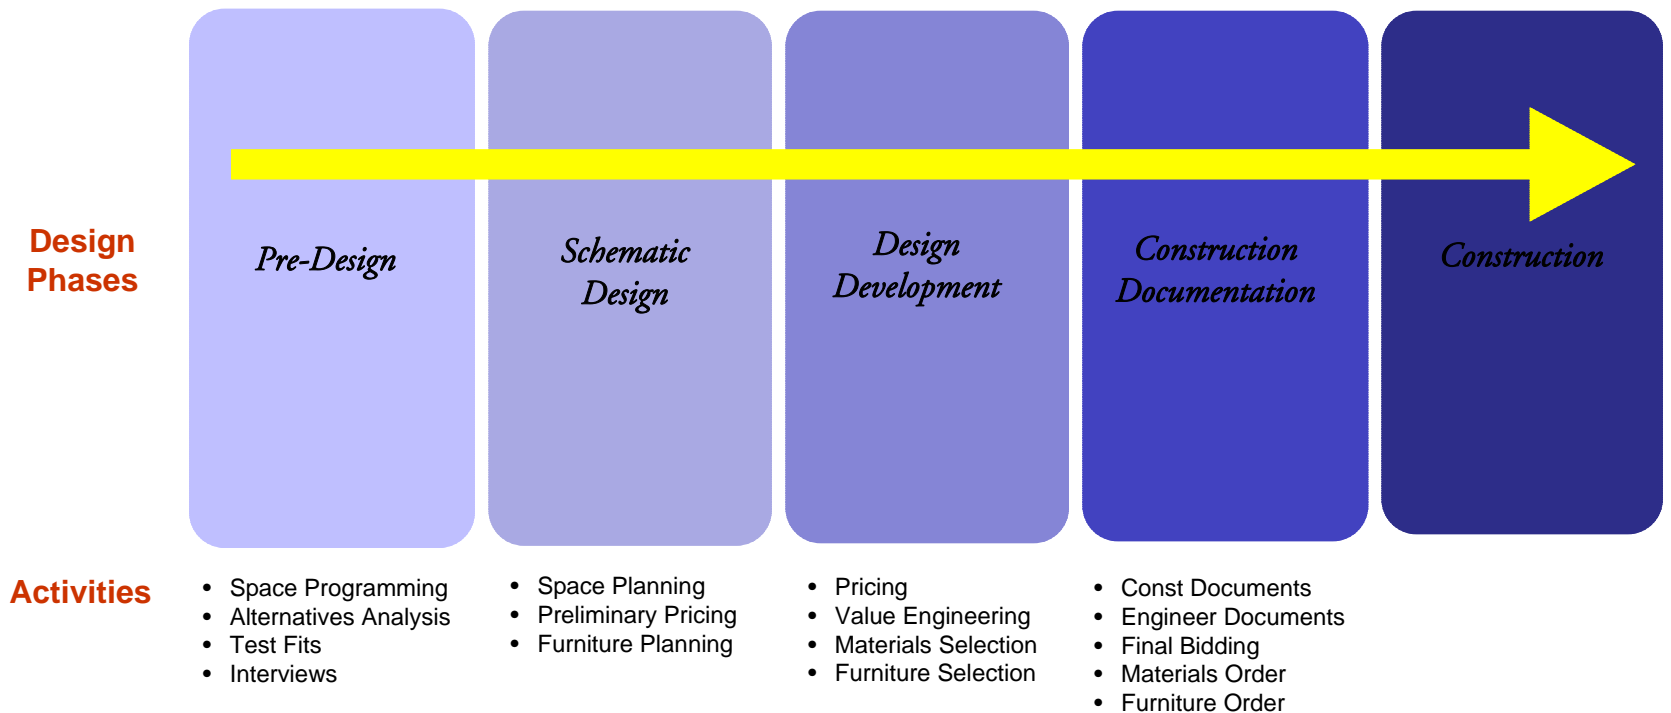 Design
Phases
Pre-Design
Schematic
Design
Design
Development
Construction
Documentation
Construction
Activities
• Space Programming
• Alternatives Analysis
• Test Fits
• Interviews
• Space Planning
• Preliminary Pricing
• Furniture Planning
• Pricing
• Value Engineering
• Materials Selection
• Furniture Selection
• Const Documents
• Engineer Documents
• Final Bidding
• Materials Order
• Furniture Order